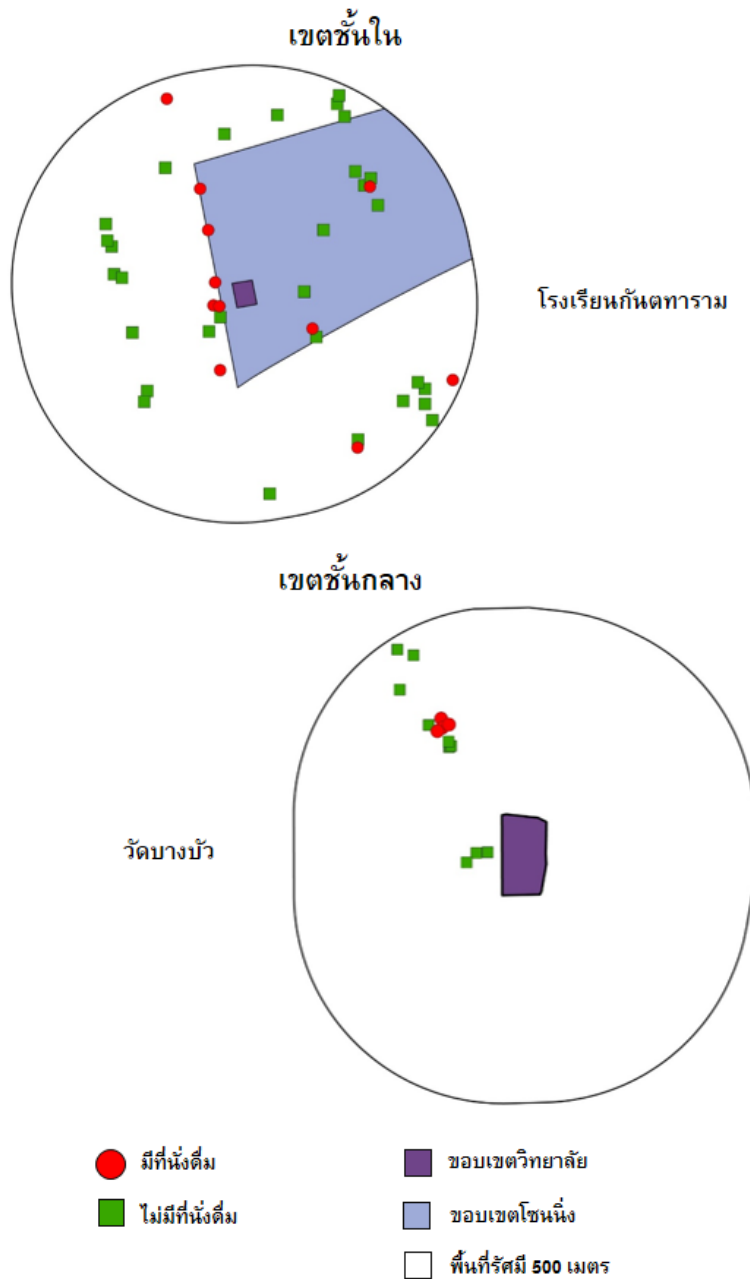 เขตชั้นใน
โรงเรียนกันตทาราม
เขตชั้นกลาง
วัดบางบัว
มีที่นั่งดื่ม
ขอบเขตวิทยาลัย
ไม่มีที่นั่งดื่ม
ขอบเขตโซนนิ่ง
พื้นที่รัศมี 500 เมตร